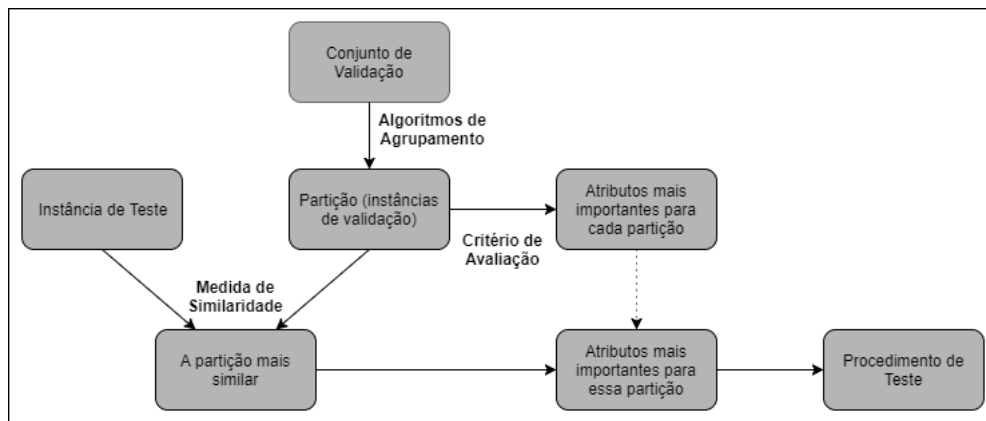 Conjunto de
Validação
Algoritmos de
Agrupamento
Instância de Teste
Partição (instâncias
de validação)
Atributos mais
importantes para
cada partição
Critério de
Avaliação
Medida de
Similaridade
A partição mais
similar
Atributos mais
importantes para
essa partição
Procedimento de
Teste